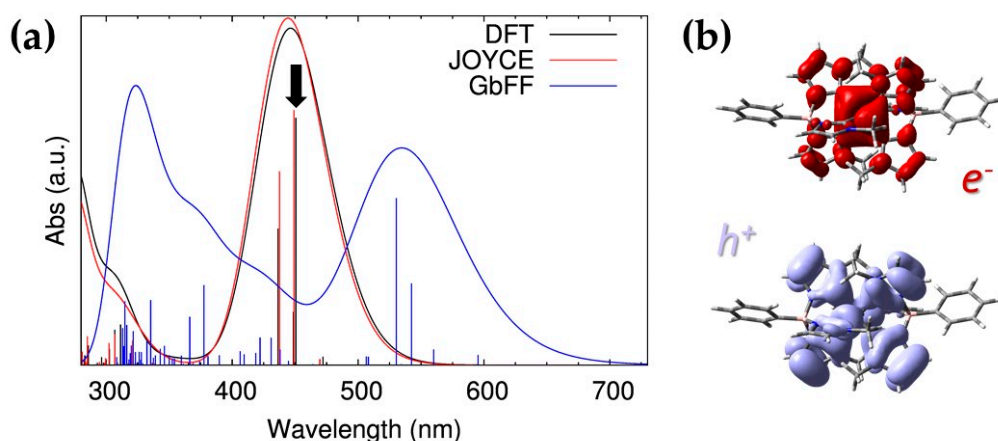 (a)
DFT
JOYCE
GbFF
Abs (a.u.)
300 400 500 600 700
Wavelength (nm)
(b)
e⁻
h⁺